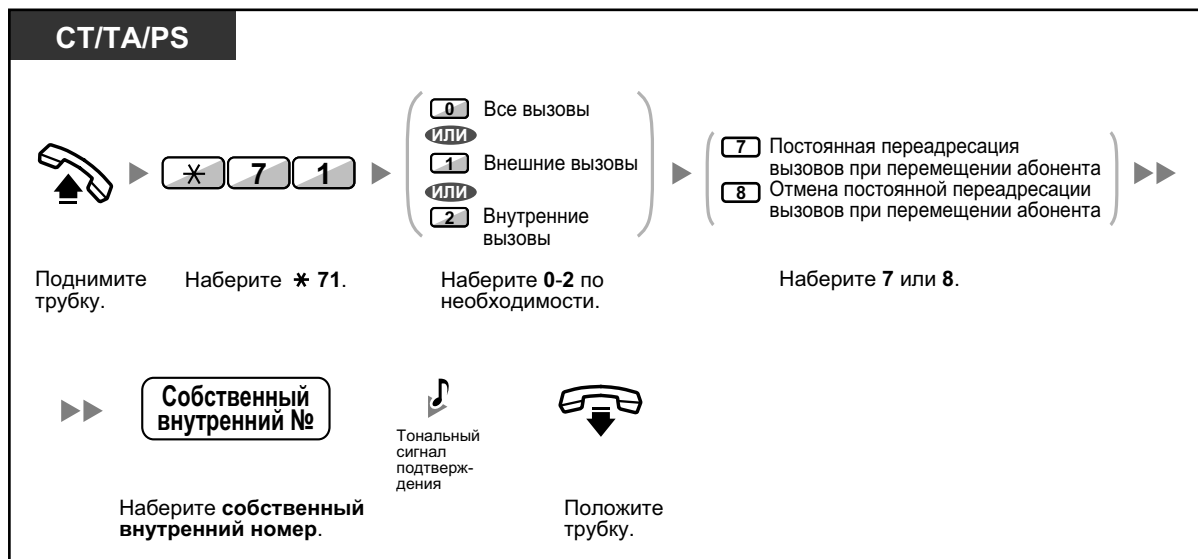 CT/TA/PS
0 Все вызовы
или
1 Внешние вызовы
или
2 Внутренние
вызовы
7 Постоянная переадресация
вызовов при перемещении абонента
8 Отмена постоянной переадресации
вызовов при перемещении абонента
* 7 1
Поднимите
трубку.
Наберите * 71.
Наберите 0-2 по
необходимости.
Наберите 7 или 8.
Собственный
внутренний №
Тональный
сигнал
подтверж-
дения
Наберите собственный
внутренний номер.
Положите
трубку.